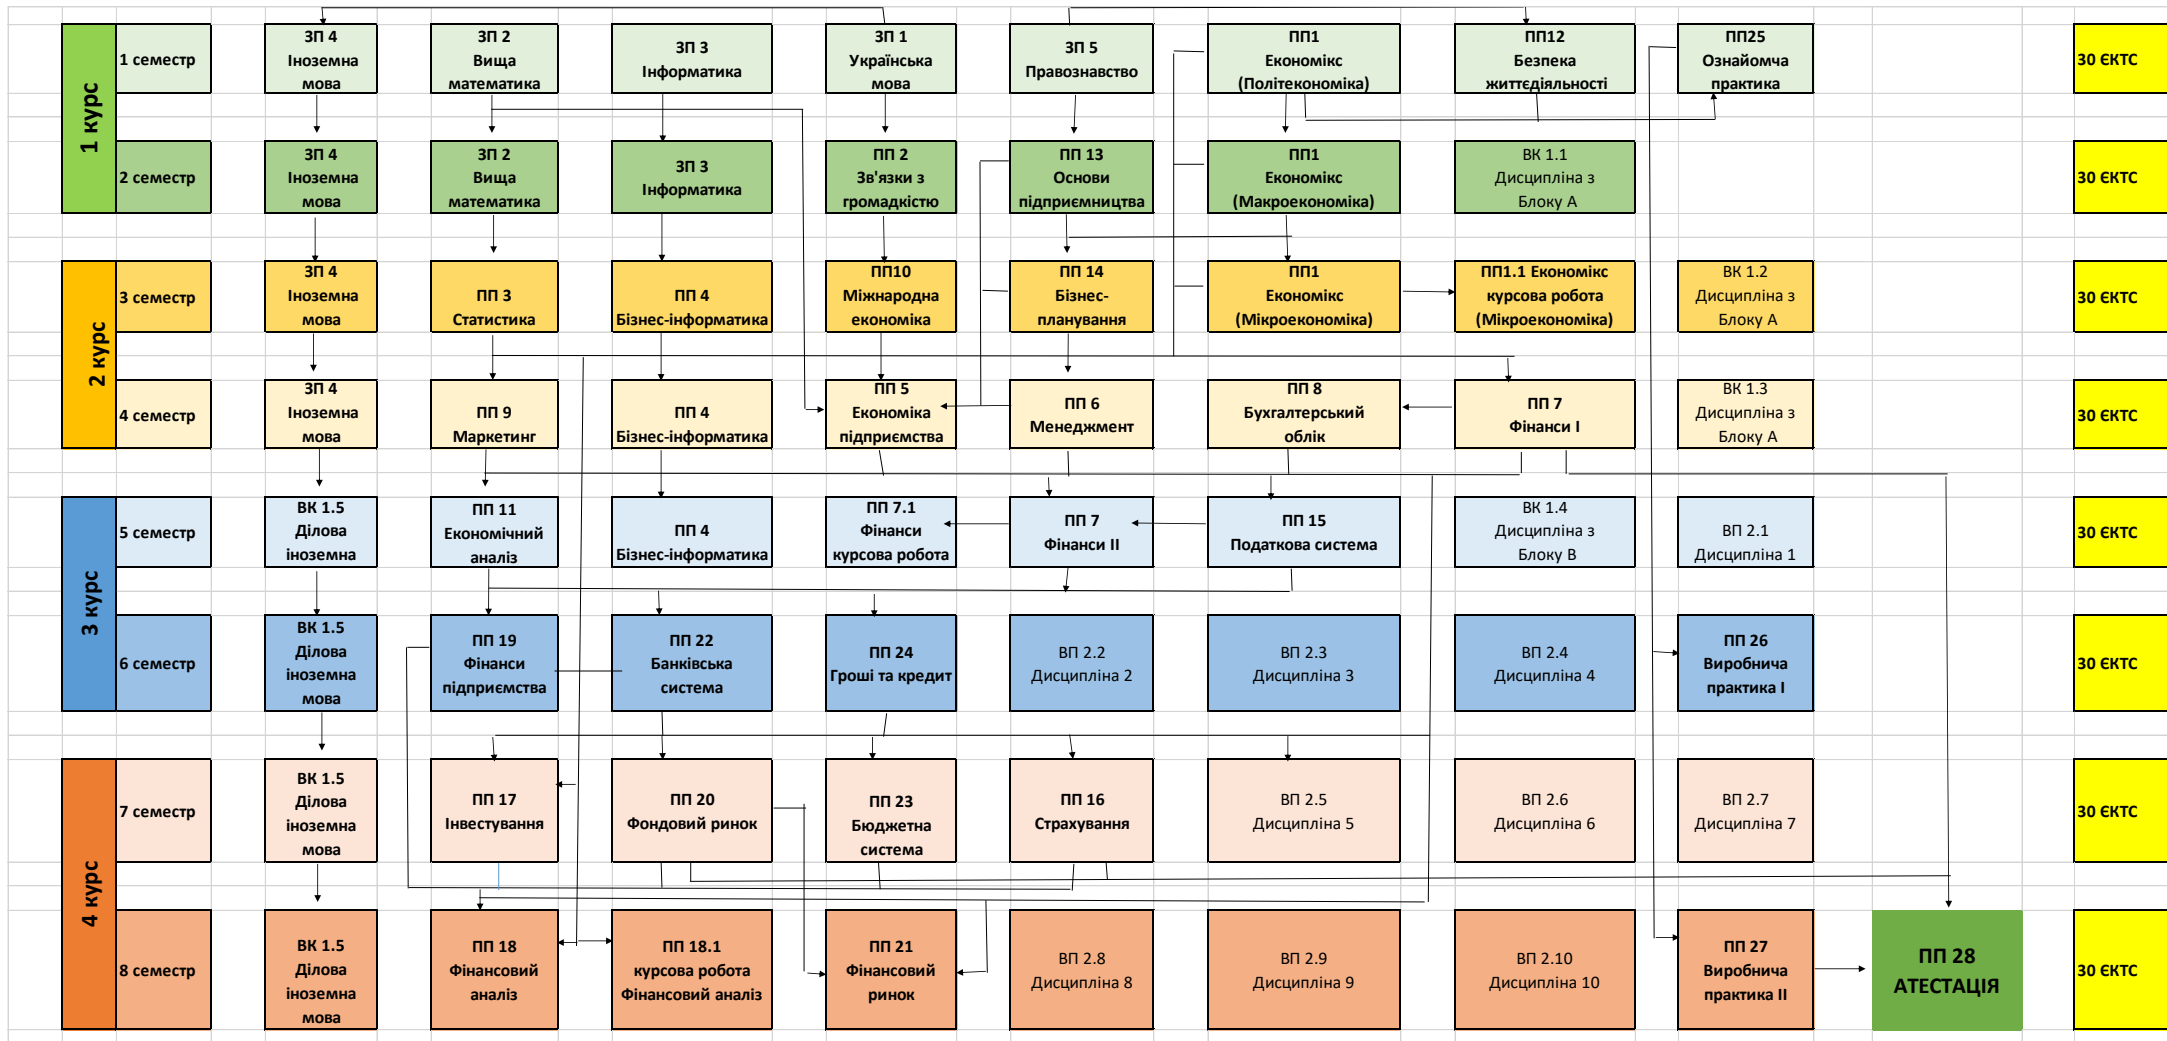 1 курс
1 семестр
ЗП 4
Іноземна
мова
ЗП 2
Вища
математика
ЗП 3
Інформатика
ЗП 1
Українська
мова
ЗП 5
Правознавство
ПП1
Економікс
(Політекономіка)
ПП12
Безпека
життєдіяльності
ПП25
Ознайомча
практика
30 ЄКТС
2 семестр
ЗП 4
Іноземна
мова
ЗП 2
Вища
математика
ЗП 3
Інформатика
ПП 2
Зв'язки з
громадкістю
ПП 13
Основи
підприємництва
ПП1
Економікс
(Макроекономіка)
ВК 1.1
Дисципліна з
Блоку А
30 ЄКТС
2 курс
3 семестр
ЗП 4
Іноземна
мова
ПП 3
Статистика
ПП 4
Бізнес-інформатика
ПП10
Міжнародна
економіка
ПП 14
Бізнес-
планування
ПП1
Економікс
(Мікроекономіка)
ПП1.1 Економікс
курсова робота
(Мікроекономіка)
ВК 1.2
Дисципліна з
Блоку А
30 ЄКТС
4 семестр
ЗП 4
Іноземна
мова
ПП 9
Маркетинг
ПП 4
Бізнес-інформатика
ПП 5
Економіка
підприємства
ПП 6
Менеджмент
ПП 8
Бухгалтерський
облік
ПП 7
Фінанси І
ВК 1.3
Дисципліна з
Блоку А
30 ЄКТС
3 курс
5 семестр
ВК 1.5
Ділова
іноземна
ПП 11
Економічний
аналіз
ПП 4
Бізнес-інформатика
ПП 7.1
Фінанси
курсова робота
ПП 7
Фінанси ІІ
ПП 15
Податкова система
ВК 1.4
Дисципліна з
Блоку В
ВП 2.1
Дисципліна 1
30 ЄКТС
6 семестр
ВК 1.5
Ділова
іноземна
мова
ПП 19
Фінанси
підприємства
ПП 22
Банківська
система
ПП 24
Гроші та кредит
ВП 2.2
Дисципліна 2
ВП 2.3
Дисципліна 3
ВП 2.4
Дисципліна 4
ПП 26
Виробнича
практика І
30 ЄКТС
4 курс
7 семестр
ВК 1.5
Ділова
іноземна
мова
ПП 17
Інвестування
ПП 20
Фондовий ринок
ПП 23
Бюджетна
система
ПП 16
Страхування
ВП 2.5
Дисципліна 5
ВП 2.6
Дисципліна 6
ВП 2.7
Дисципліна 7
30 ЄКТС
8 семестр
ВК 1.5
Ділова
іноземна
мова
ПП 18
Фінансовий
аналіз
ПП 18.1
курсова робота
Фінансовий аналіз
ПП 21
Фінансовий
ринок
ВП 2.8
Дисципліна 8
ВП 2.9
Дисципліна 9
ВП 2.10
Дисципліна 10
ПП 27
Виробнича
практика ІІ
ПП 28
АТЕСТАЦІЯ
30 ЄКТС